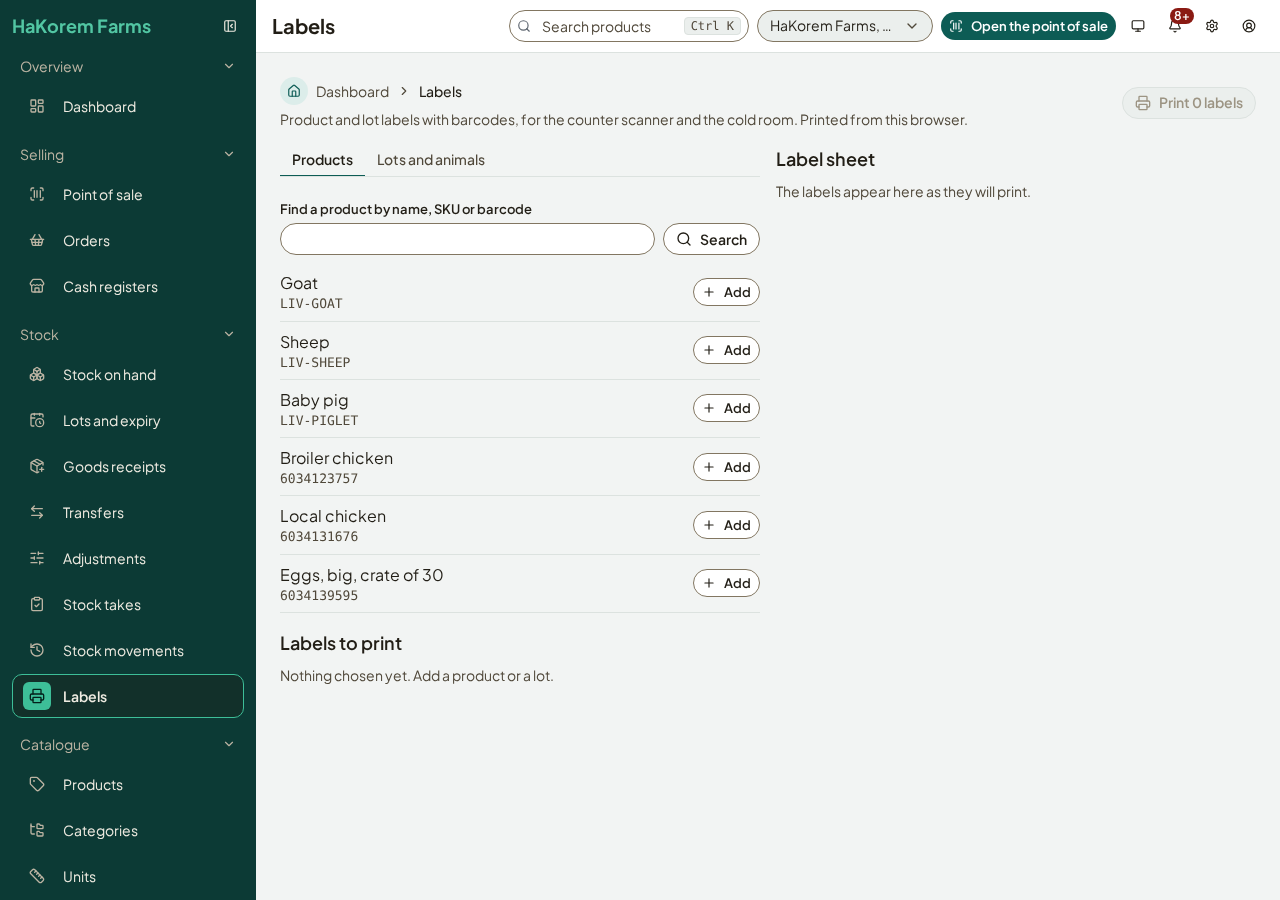 HaKorem Farms
Overview
Dashboard
Selling
Point of sale
Orders
Cash registers
Stock
Stock on hand
Lots and expiry
Goods receipts
Transfers
Adjustments
Stock takes
Stock movements
Labels
Catalogue
Products
Categories
Units
Labels
Search products
Ctrl K
HaKorem Farms, ...
Open the point of sale
8+
Dashboard
Labels
Product and lot labels with barcodes, for the counter scanner and the cold room. Printed from this browser.
Print 0 labels
Products
Lots and animals
Find a product by name, SKU or barcode
Search
Goat
LIV-GOAT
Add
Sheep
LIV-SHEEP
Add
Baby pig
LIV-PIGLET
Add
Broiler chicken
6034123757
Add
Local chicken
6034131676
Add
Eggs, big, crate of 30
6034139595
Add
Labels to print
Nothing chosen yet. Add a product or a lot.
Label sheet
The labels appear here as they will print.